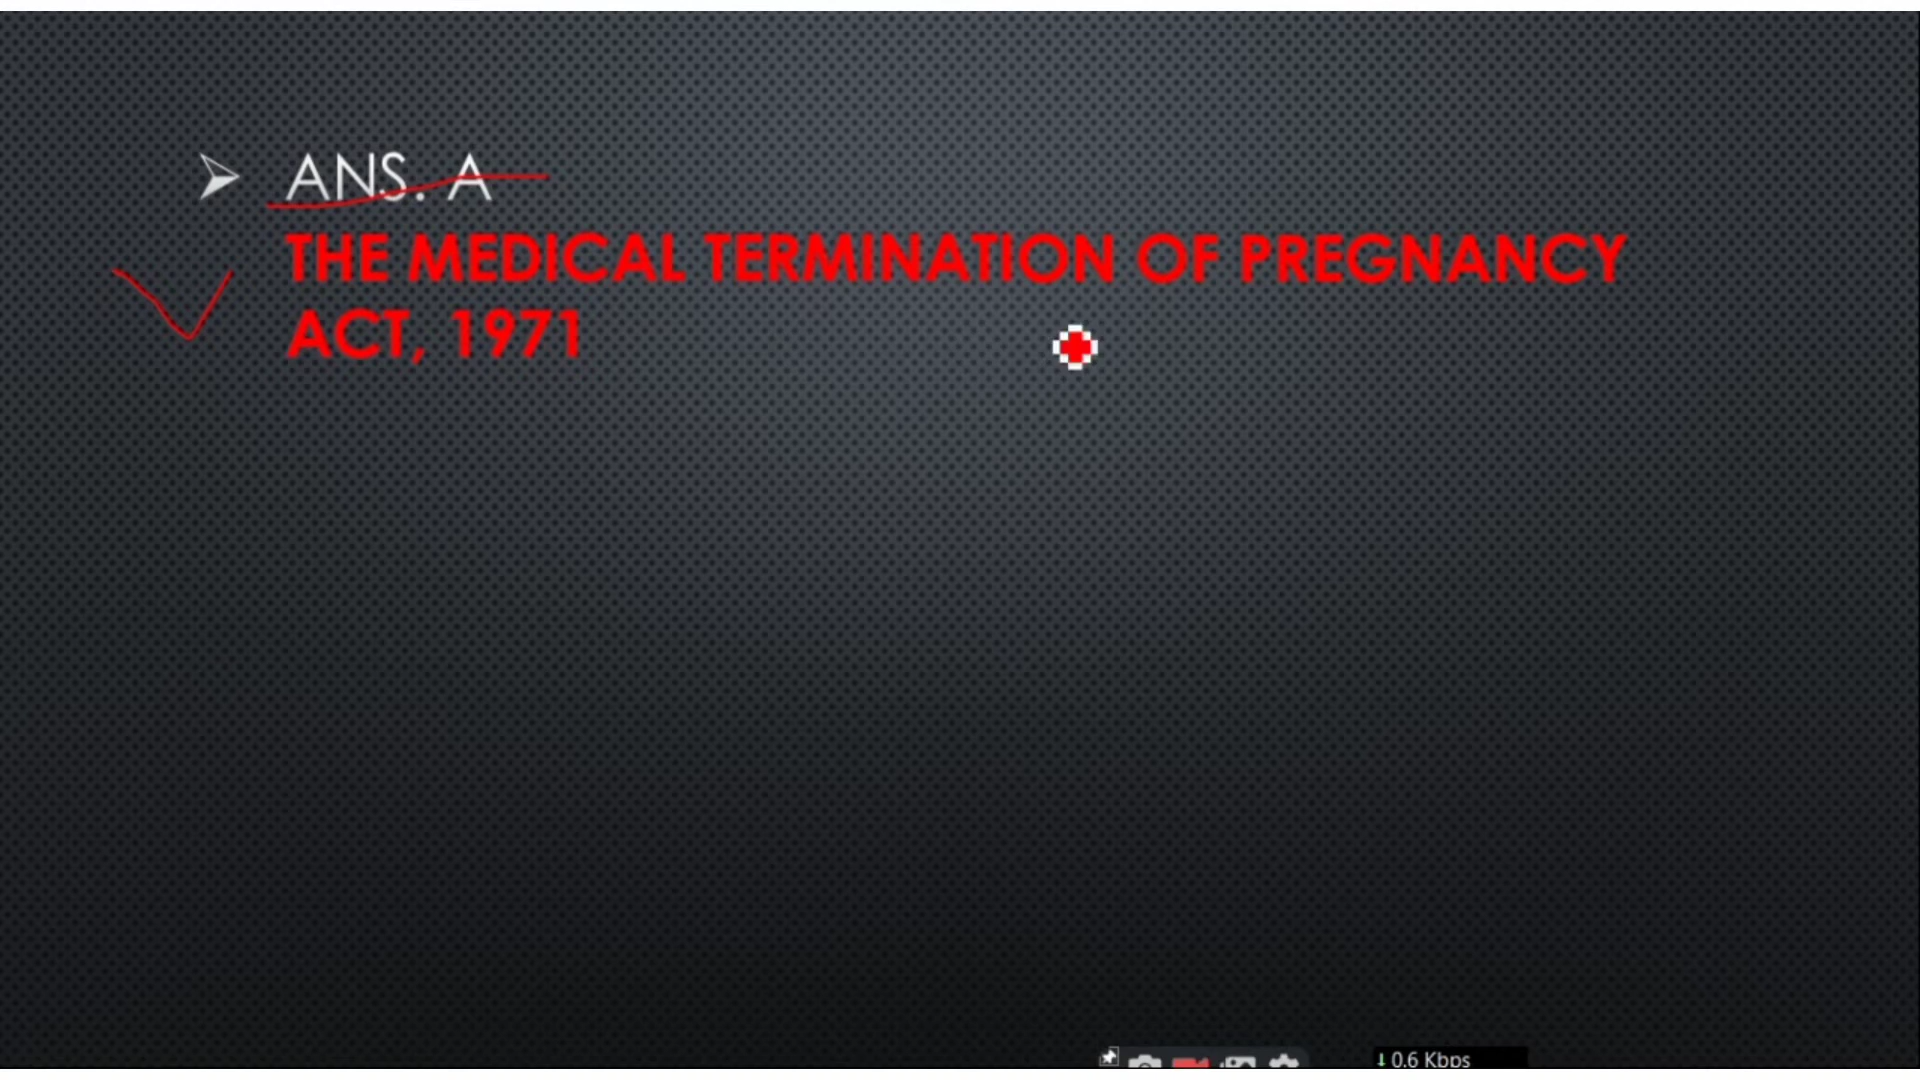 ANS. A
THE MEDICAL TERMINATION OF PREGNANCY
ACT, 1971
↓ 0.6 Kbps